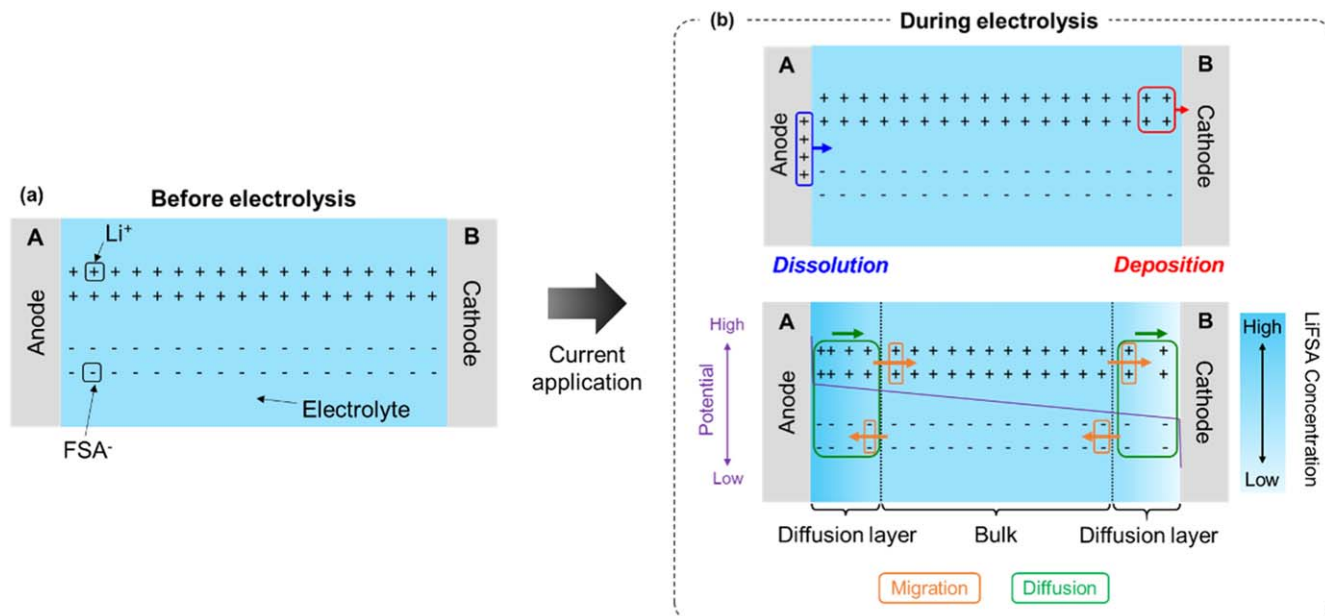 (a)
Before electrolysis
A
B
Li⁺
Anode
Cathode
+ + + + + + + + + + + + + + + + + +
+ + + + + + + + + + + + + + + + + +
- - - - - - - - - - - - - - - - - -
- - - - - - - - - - - - - - - - - -
Electrolyte
FSA⁻
Current
application
(b)
During electrolysis
A
B
Anode
Cathode
+ + + + + + + + + + + + + + + + + +
+ + + + + + + + + + + + + + + + + +
+
+
+
+
- - - - - - - - - - - - - - - - - -
- - - - - - - - - - - - - - - - - -
Dissolution
Deposition
High
Potential
Low
A
B
Anode
Cathode
++ + + + + + + + + + + + + + + + +
++ + + + + + + + + + + + + + + + +
- - - - - - - - - - - - - - - - - -
- - - - - - - - - - - - - - - - - -
High
Low
LiFSA Concentration
Diffusion layer
Bulk
Diffusion layer
Migration
Diffusion